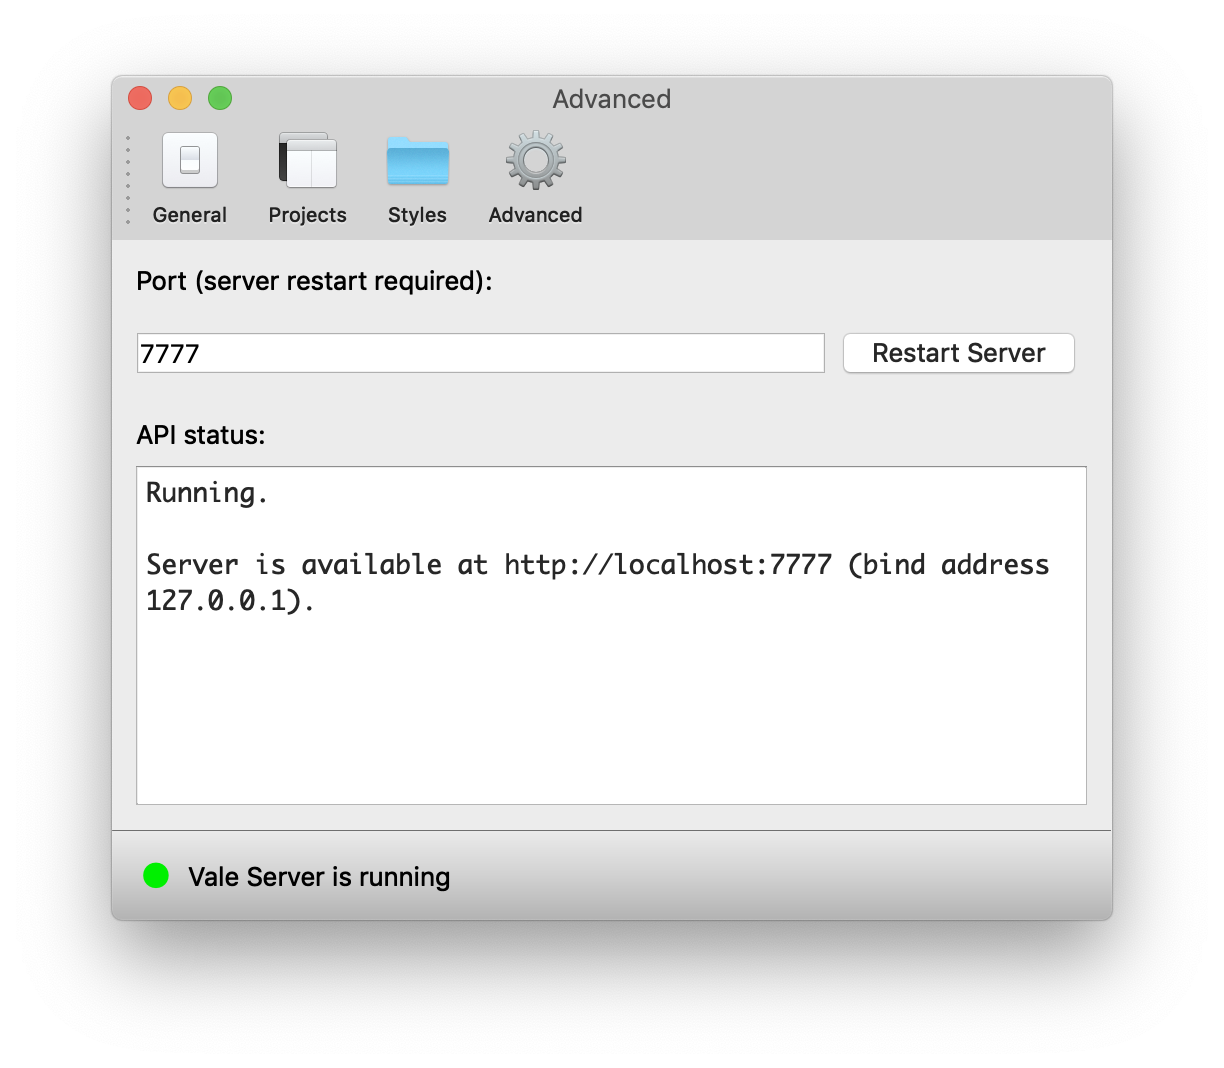 Advanced
General
Projects
Styles
Advanced
Port (server restart required):
7777
Restart Server
API status:
Running.
Server is available at http://localhost:7777 (bind address
127.0.0.1).
Vale Server is running